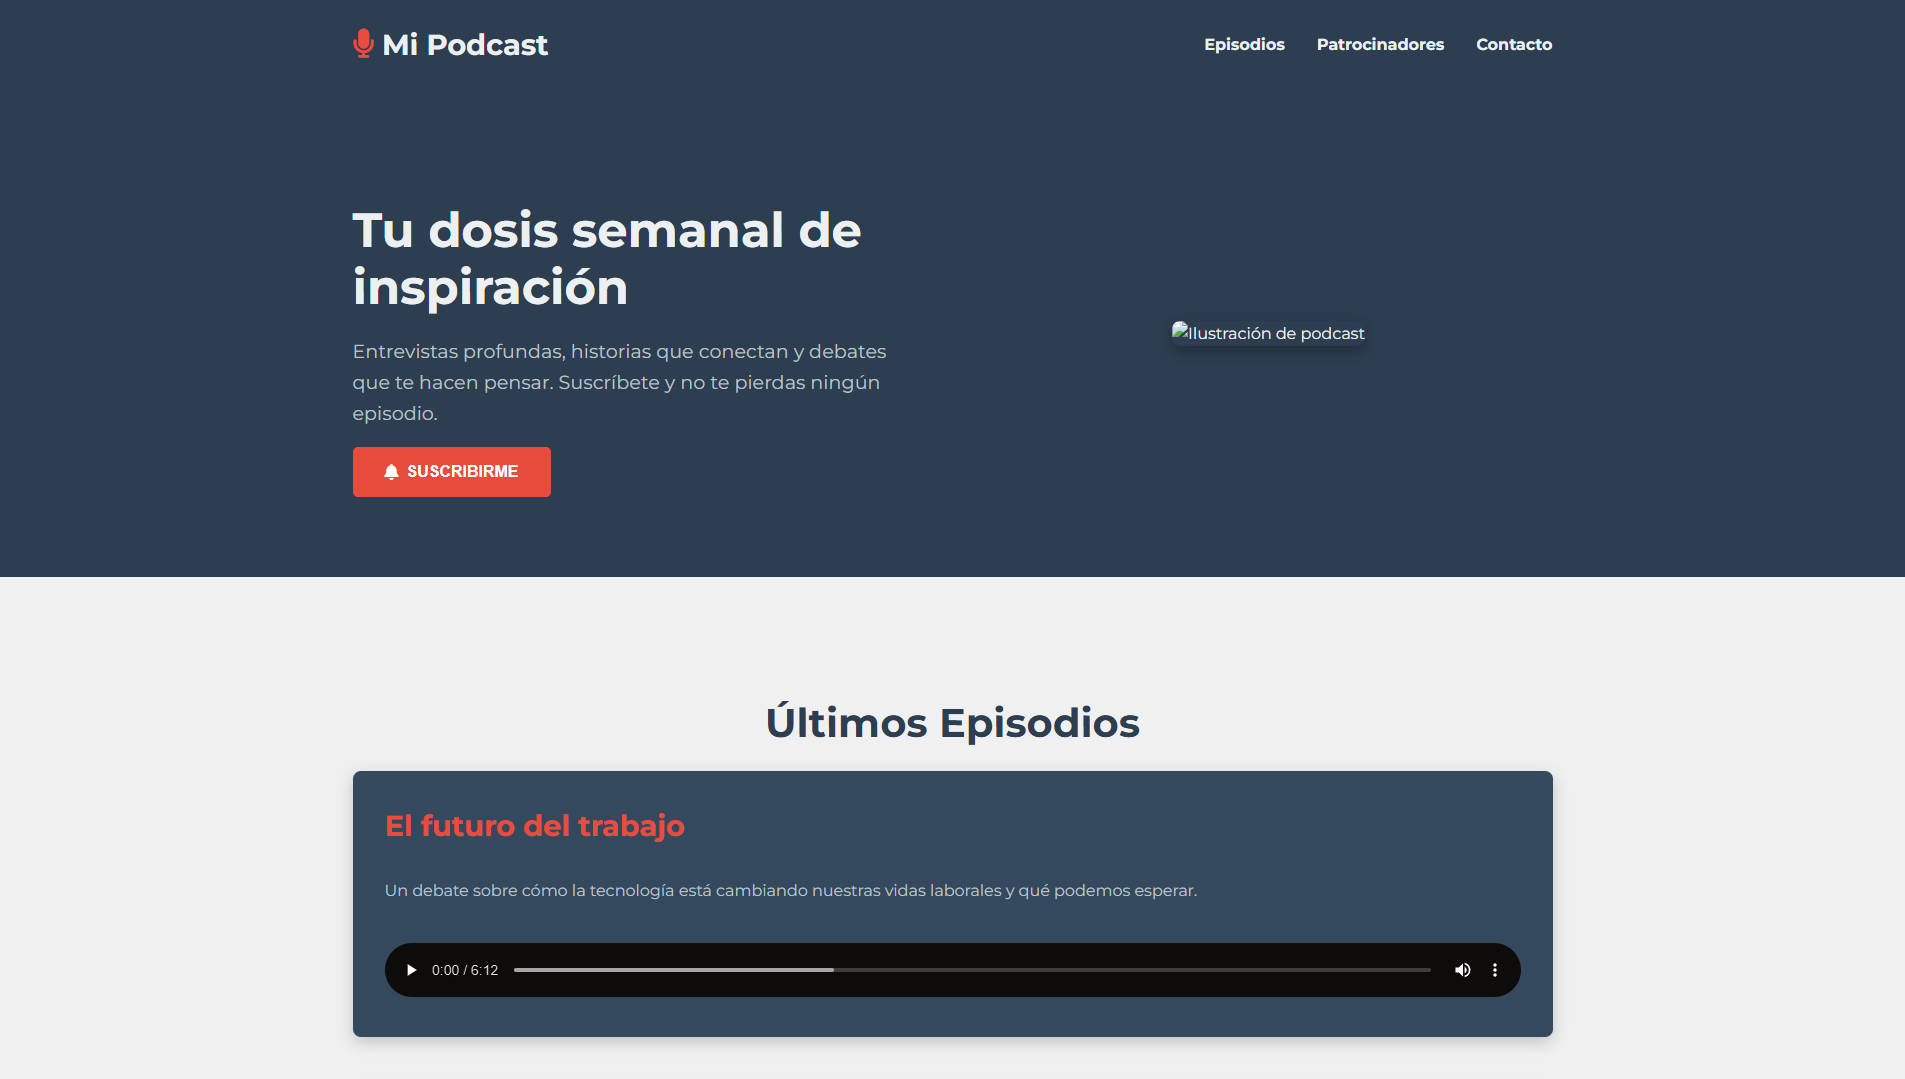 Mi Podcast
Episodios
Patrocinadores
Contacto
Tu dosis semanal de
inspiración
Entrevistas profundas, historias que conectan y debates
que te hacen pensar. Suscríbete y no te pierdas ningún
episodio.
SUSCRIBIRME
Ilustración de podcast
Últimos Episodios
El futuro del trabajo
Un debate sobre cómo la tecnología está cambiando nuestras vidas laborales y qué podemos esperar.
0:00 / 6:12